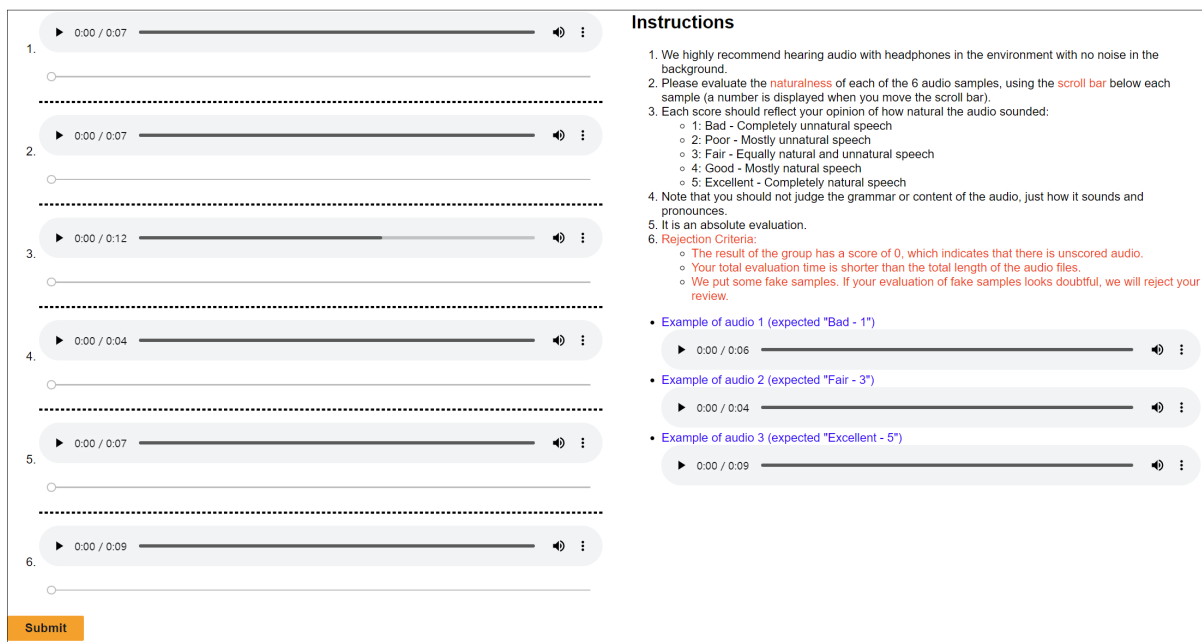 1.
0:00 / 0:07
2.
0:00 / 0:07
3.
0:00 / 0:12
4.
0:00 / 0:04
5.
0:00 / 0:07
6.
0:00 / 0:09
Submit
Instructions
1. We highly recommend hearing audio with headphones in the environment with no noise in the
background.
2. Please evaluate the naturalness of each of the 6 audio samples, using the scroll bar below each
sample (a number is displayed when you move the scroll bar).
3. Each score should reflect your opinion of how natural the audio sounded:
1: Bad - Completely unnatural speech
2: Poor - Mostly unnatural speech
3: Fair - Equally natural and unnatural speech
4: Good - Mostly natural speech
5: Excellent - Completely natural speech
4. Note that you should not judge the grammar or content of the audio, just how it sounds and
pronounces.
5. It is an absolute evaluation.
6. Rejection Criteria:
The result of the group has a score of 0, which indicates that there is unscored audio.
Your total evaluation time is shorter than the total length of the audio files.
We put some fake samples. If your evaluation of fake samples looks doubtful, we will reject your
review.
Example of audio 1 (expected "Bad - 1")
0:00 / 0:06
Example of audio 2 (expected "Fair - 3")
0:00 / 0:04
Example of audio 3 (expected "Excellent - 5")
0:00 / 0:09